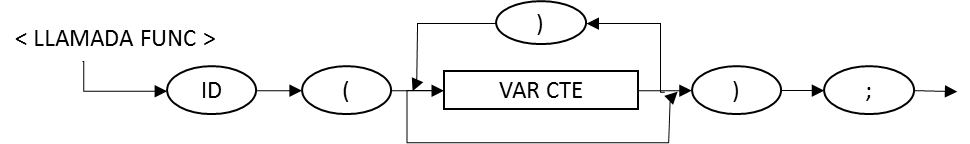 )
< LLAMADA FUNC >
ID ( VAR CTE ) ;